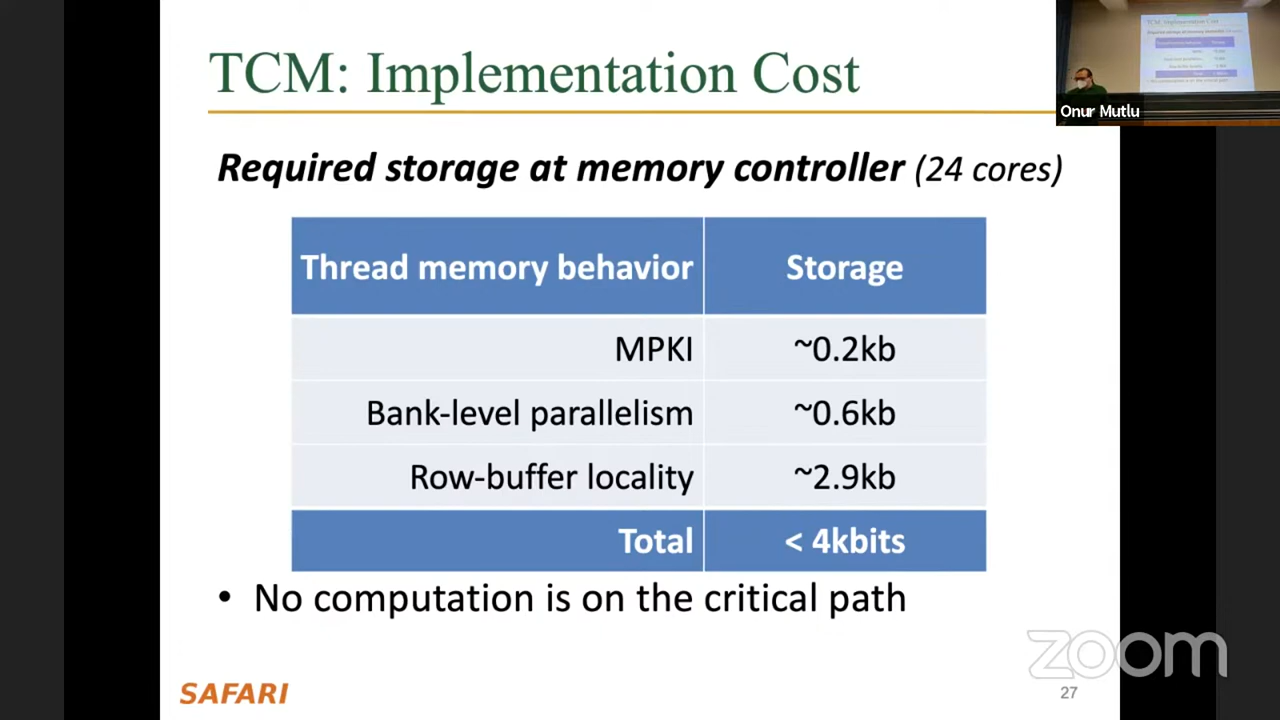 TCM: Implementation Cost
Onur Mutlu
Required storage at memory controller (24 cores)
Thread memory behavior Storage
MPKI ~0.2kb
Bank-level parallelism ~0.6kb
Row-buffer locality ~2.9kb
Total < 4kbits
• No computation is on the critical path
zoom
SAFARI
27